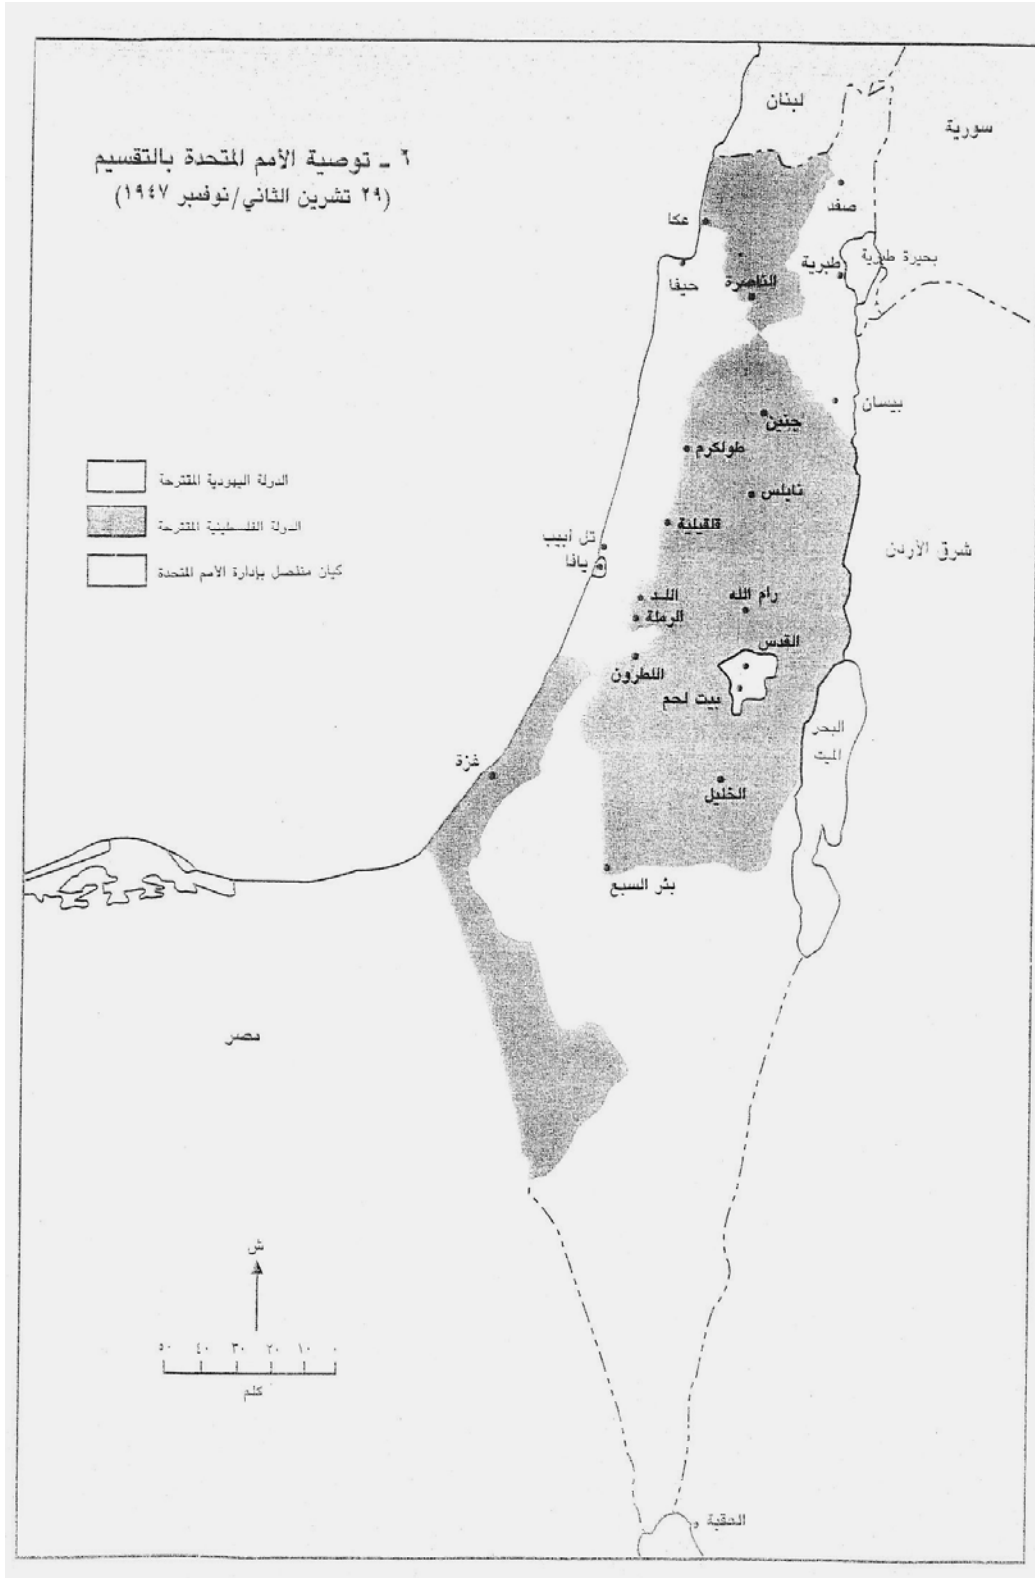 ٦ ـ توصية الأمم المتحدة بالتقسيم
(٢٩ تشرين الثاني/نوفمبر ١٩٤٧)
لبنان
سورية
صفد
عكا
بحيرة طبرية
طبرية
حيفا
الناصرة
بيسان
جنين
طولكرم
نابلس
قلقيلية
تل أبيب
يافا
شرق الأردن
اللد
رام الله
الرملة
القدس
اللطرون
بيت لحم
البحر
الميت
غزة
الخليل
بئر السبع
مصر
الدولة اليهودية المقترحة
الدولة الفلسطينية المقترحة
كيان منفصل بإدارة الأمم المتحدة
ش
٥٠ ٤٠ ٣٠ ٢٠ ١٠ ٠
كلم
العقبة